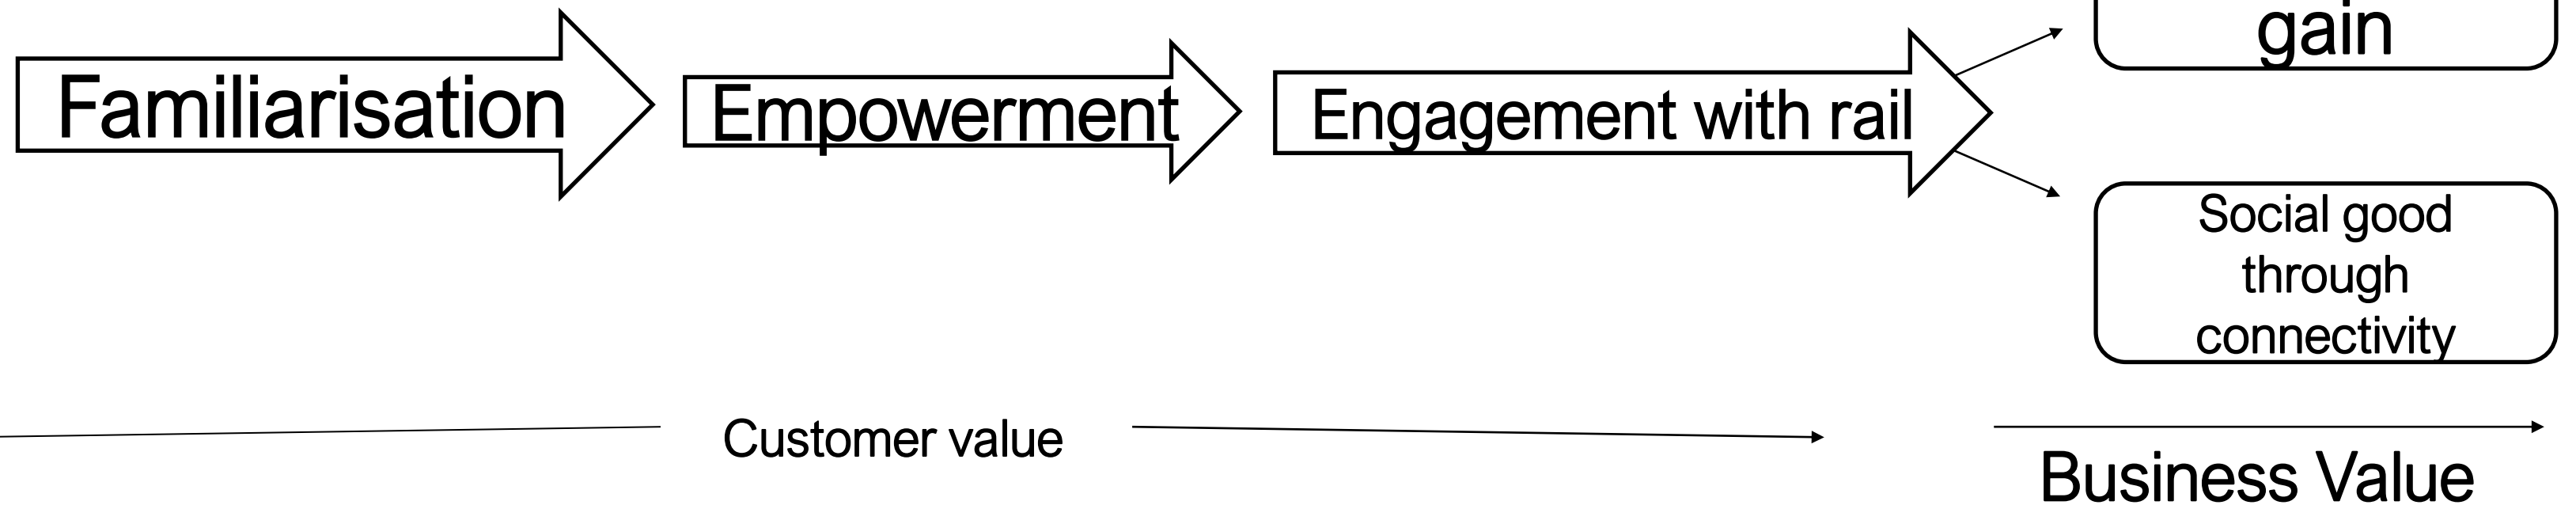 Familiarisation
Empowerment
Engagement with rail
gain
Social good
through
connectivity
Customer value
Business Value